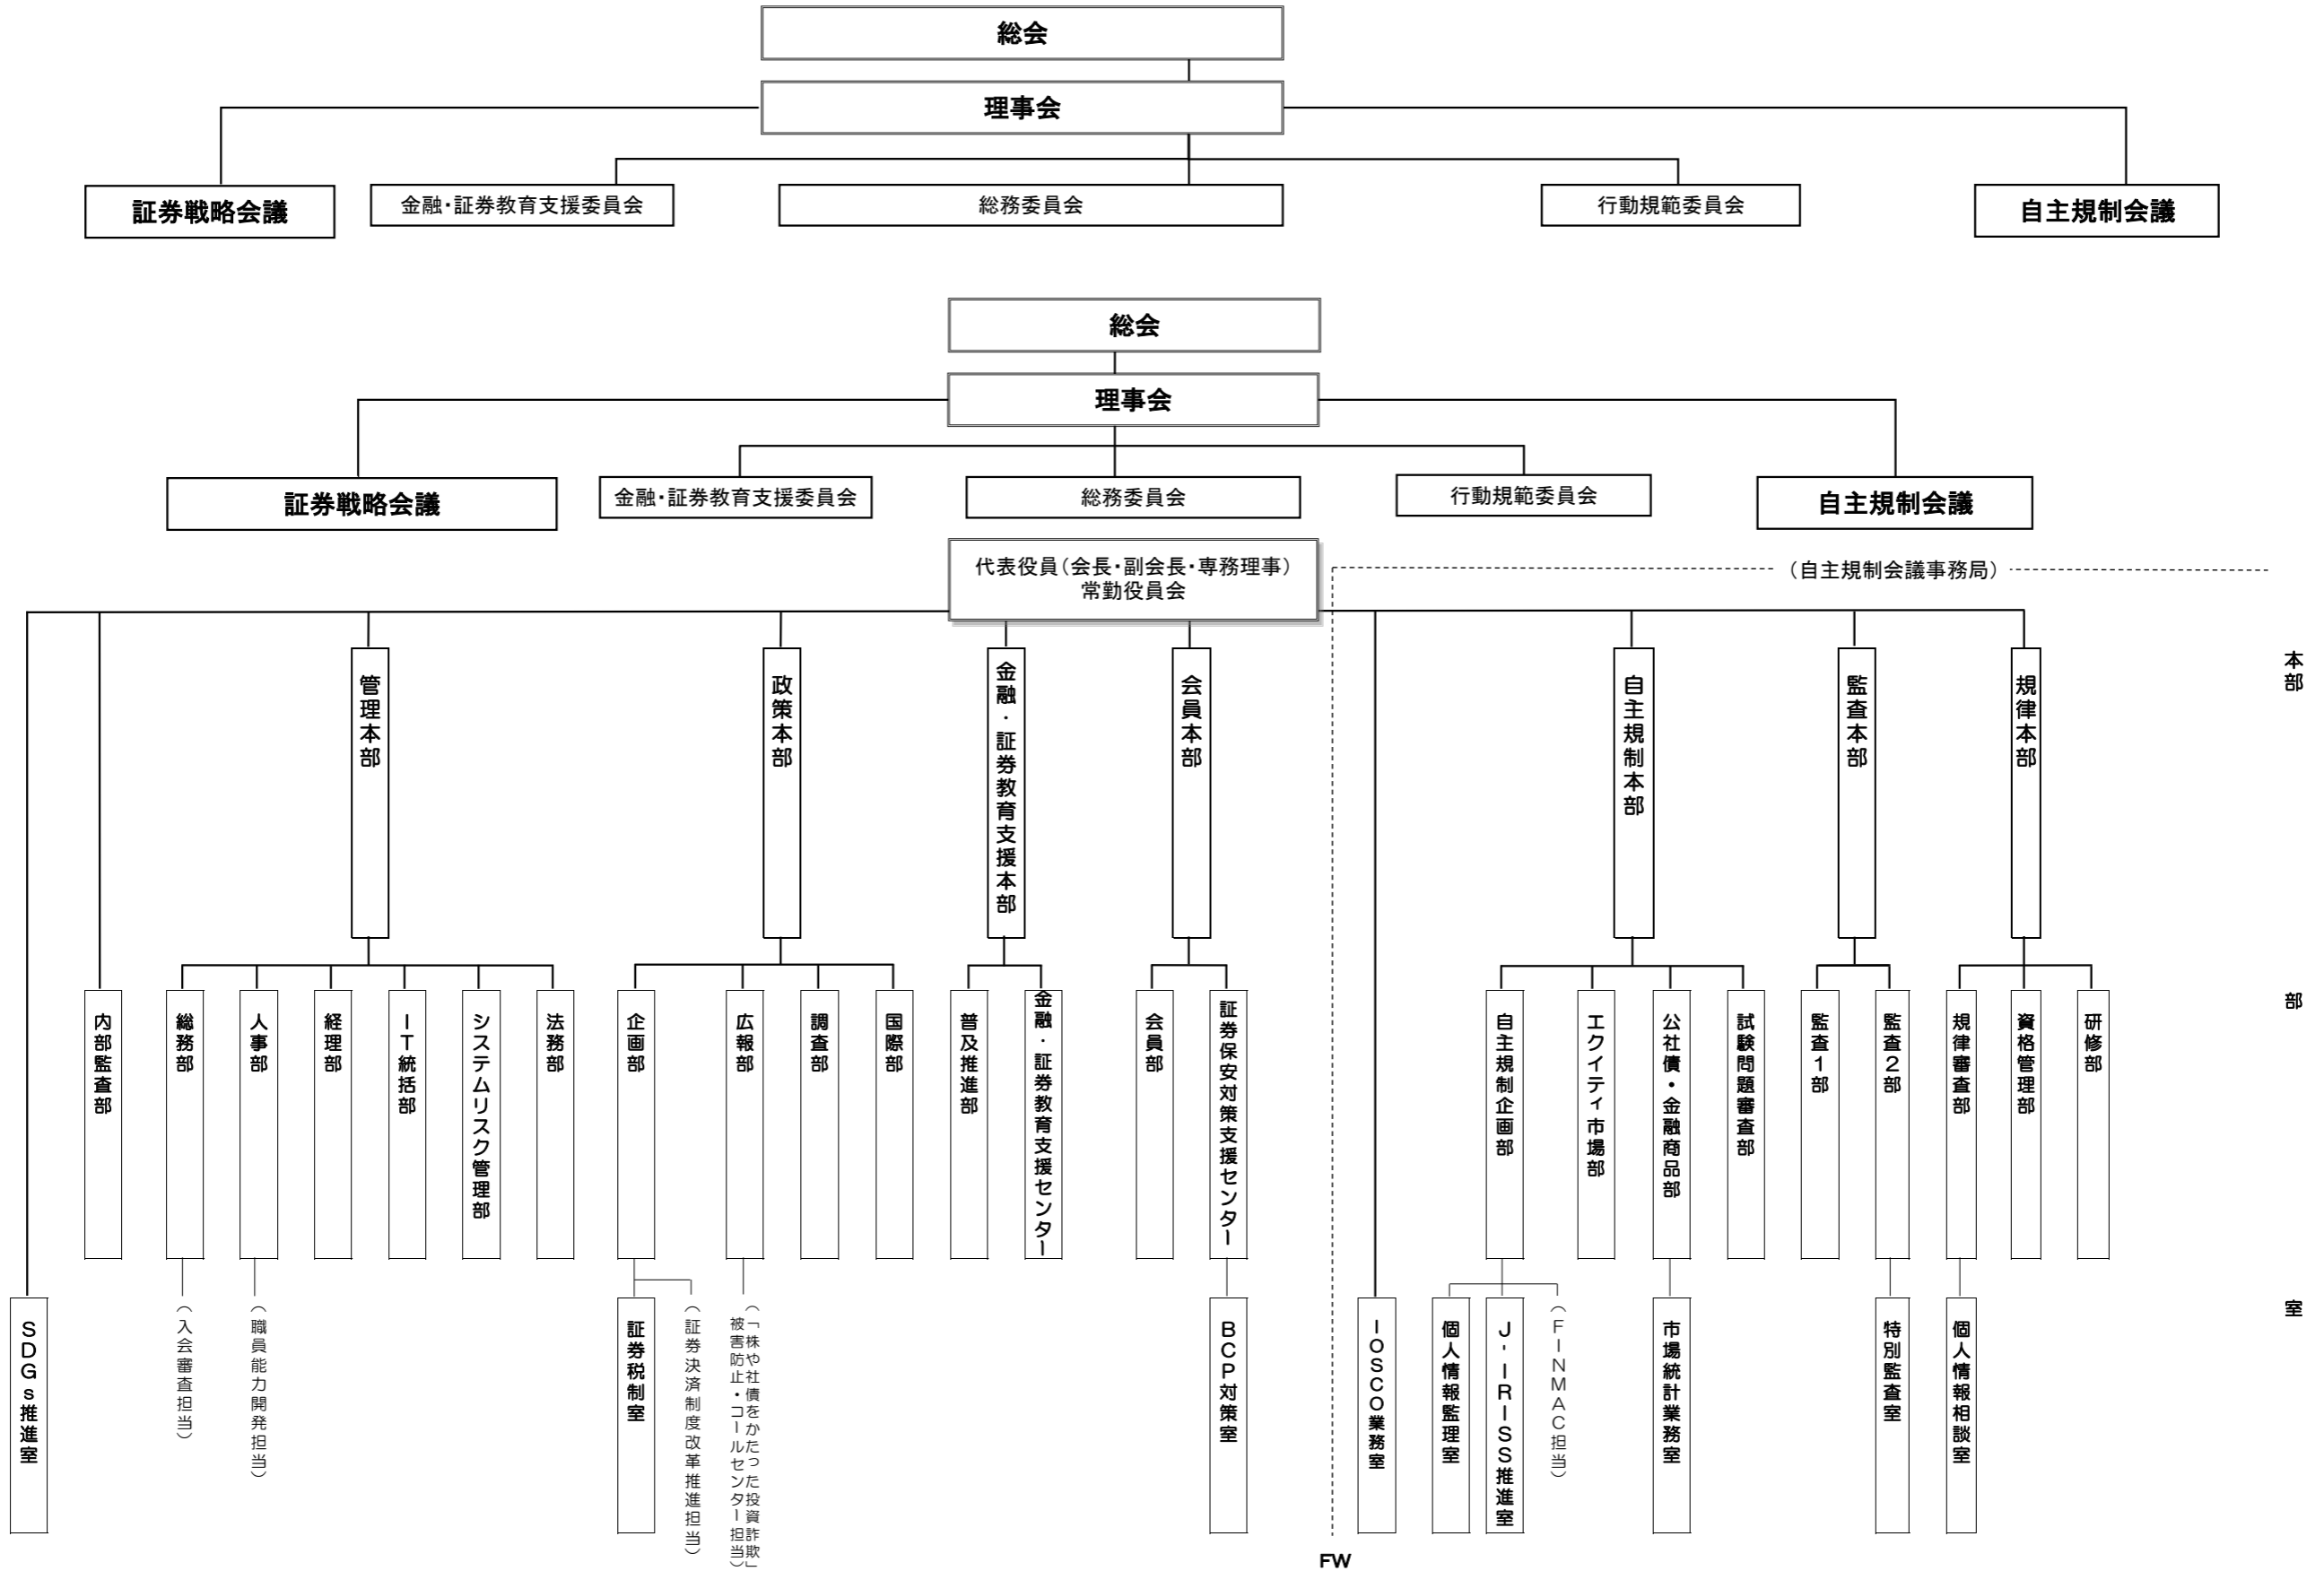 総会
理事会
証券戦略会議
金融・証券教育支援委員会
総務委員会
行動規範委員会
自主規制会議
総会
理事会
証券戦略会議
金融・証券教育支援委員会
総務委員会
行動規範委員会
自主規制会議
代表役員（会長・副会長・専務理事）
常勤役員会
（自主規制会議事務局）
管理本部
政策本部
金融・証券教育支援本部
会員本部
自主規制本部
監査本部
規律本部
本部
内部監査部
総務部
人事部
経理部
ＩＴ統括部
システムリスク管理部
法務部
企画部
広報部
調査部
国際部
普及推進部
金融・証券教育支援センター
会員部
証券保安対策支援センター
自主規制企画部
エクイティ市場部
公社債・金融商品部
試験問題審査部
監査１部
監査２部
規律審査部
資格管理部
研修部
部
ＳＤＧｓ推進室
（入会審査担当）
（職員能力開発担当）
証券税制室
（証券決済制度改革推進担当）
（「株や社債をかたった投資詐欺」
被害防止・コールセンター担当）
ＢＣＰ対策室
ＩＯＳＣＯ業務室
個人情報監理室
Ｊ‐ＩＲＩＳＳ推進室
（ＦＩＮＭＡＣ担当）
市場統計業務室
特別監査室
個人情報相談室
室
FW